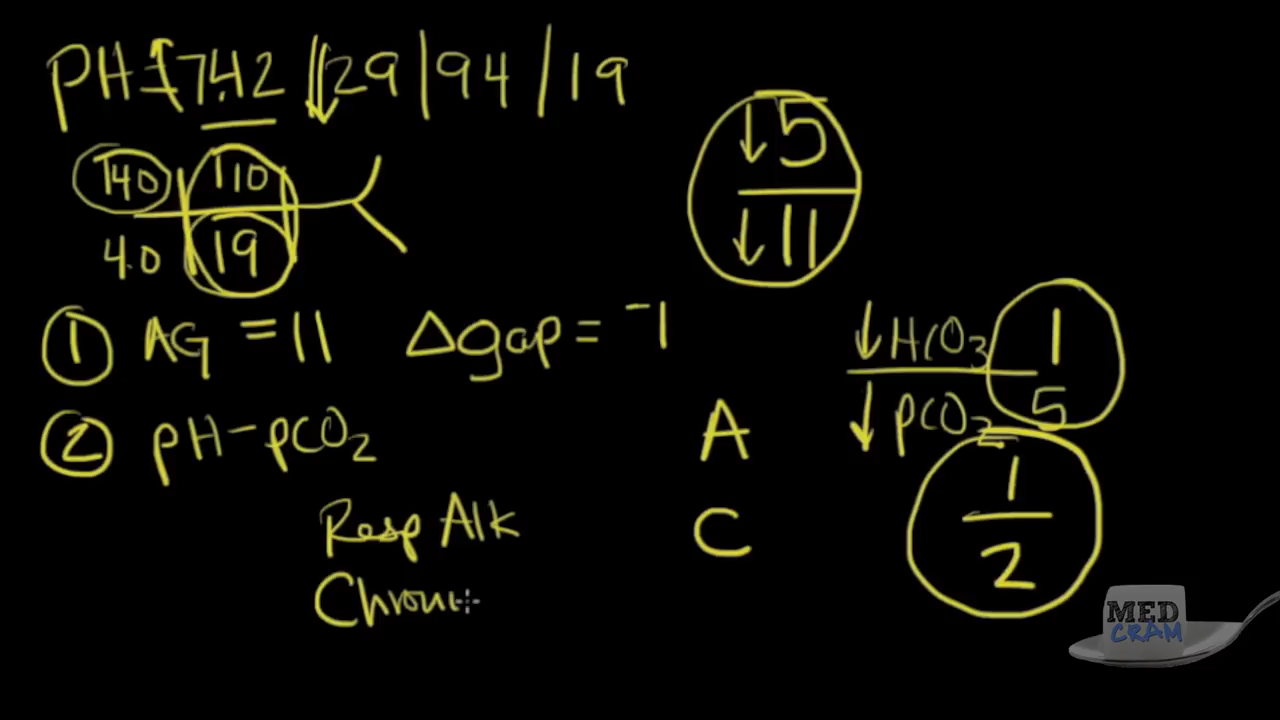 pH=7.42 ↓29/94/19
140 110
4.0 19
↓5
↓11
① AG = 11 Δgap = -1
↓HCO3 1
↓pCO2 5
② pH-pCO2
A
1
2
Resp Alk
C
Chronic
MED
CRAM